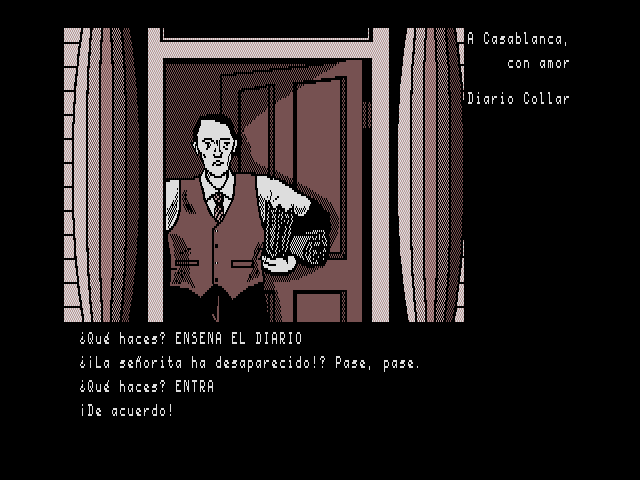 A Casablanca,
con amor
Diario Collar
¿Qué haces? ENSENA EL DIARIO
¿¡La señorita ha desaparecido!? Pase, pase.
¿Qué haces? ENTRA
¡De acuerdo!